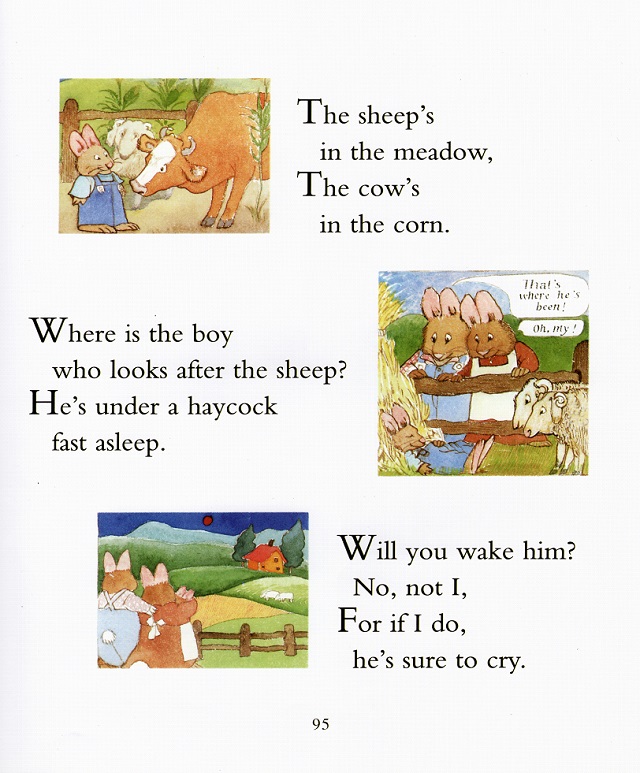 The sheep's
in the meadow,
The cow's
in the corn.
That's
where he's
been!
Oh, my!
Where is the boy
who looks after the sheep?
He's under a haycock
fast asleep.
Will you wake him?
No, not I,
For if I do,
he's sure to cry.
95